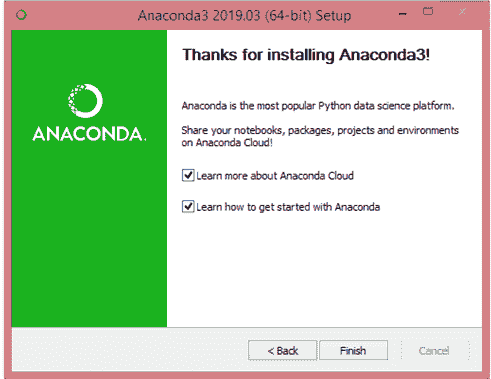 Anaconda3 2019.03 (64-bit) Setup
Thanks for installing Anaconda3!
Anaconda is the most popular Python data science platform.
Share your notebooks, packages, projects and environments
on Anaconda Cloud!
ANACONDA.
Learn more about Anaconda Cloud
Learn how to get started with Anaconda
< Back
Finish
Cancel